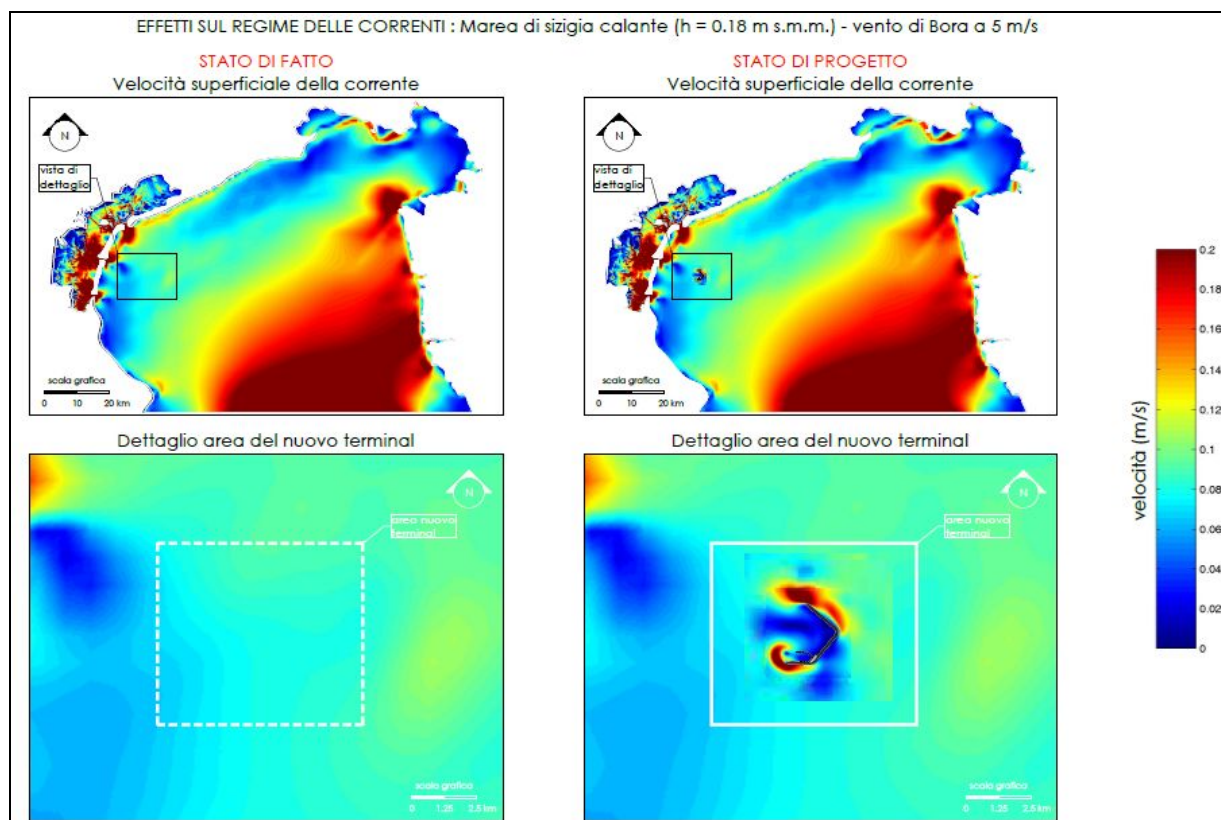 EFFETTI SUL REGIME DELLE CORRENTI : Marea di sizigia calante (h = 0.18 m s.m.m.) - vento di Bora a 5 m/s
STATO DI FATTO
Velocità superficiale della corrente
N
vista di
dettaglio
scala grafica
0 10 20 km
STATO DI PROGETTO
Velocità superficiale della corrente
N
vista di
dettaglio
scala grafica
0 10 20 km
Dettaglio area del nuovo terminal
N
area nuovo
terminal
scala grafica
0 1.25 2.5 km
Dettaglio area del nuovo terminal
N
area nuovo
terminal
scala grafica
0 1.25 2.5 km
velocità (m/s)
0.2
0.18
0.16
0.14
0.12
0.1
0.08
0.06
0.04
0.02
0